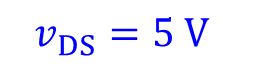 v_DS = 5 V